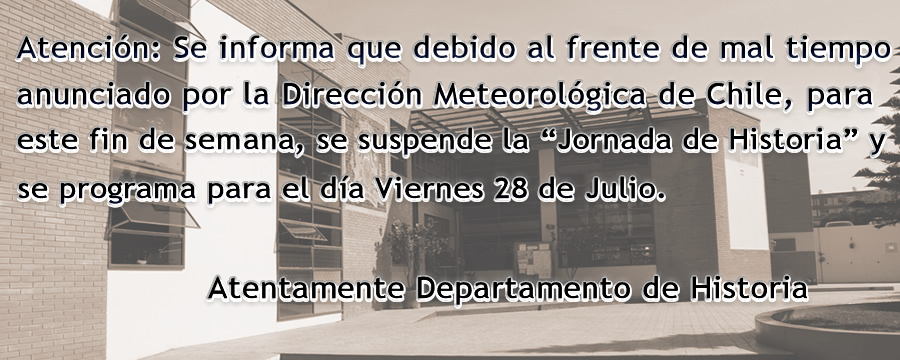 Atención: Se informa que debido al frente de mal tiempo
anunciado por la Dirección Meteorológica de Chile, para
este fin de semana, se suspende la “Jornada de Historia” y
se programa para el día Viernes 28 de Julio.
Atentamente Departamento de Historia